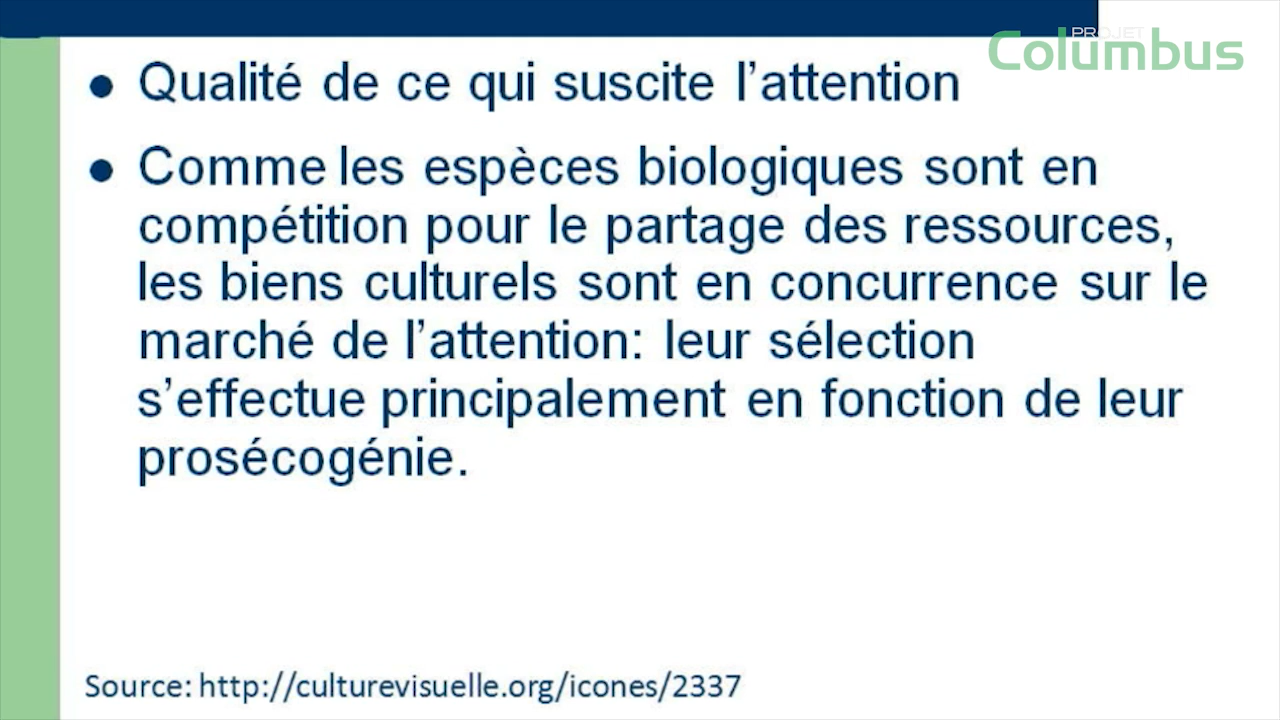 PROJET
Columbus
• Qualité de ce qui suscite l’attention
• Comme les espèces biologiques sont en
compétition pour le partage des ressources,
les biens culturels sont en concurrence sur le
marché de l’attention: leur sélection
s’effectue principalement en fonction de leur
prosécogénie.
Source: http://culturevisuelle.org/icones/2337